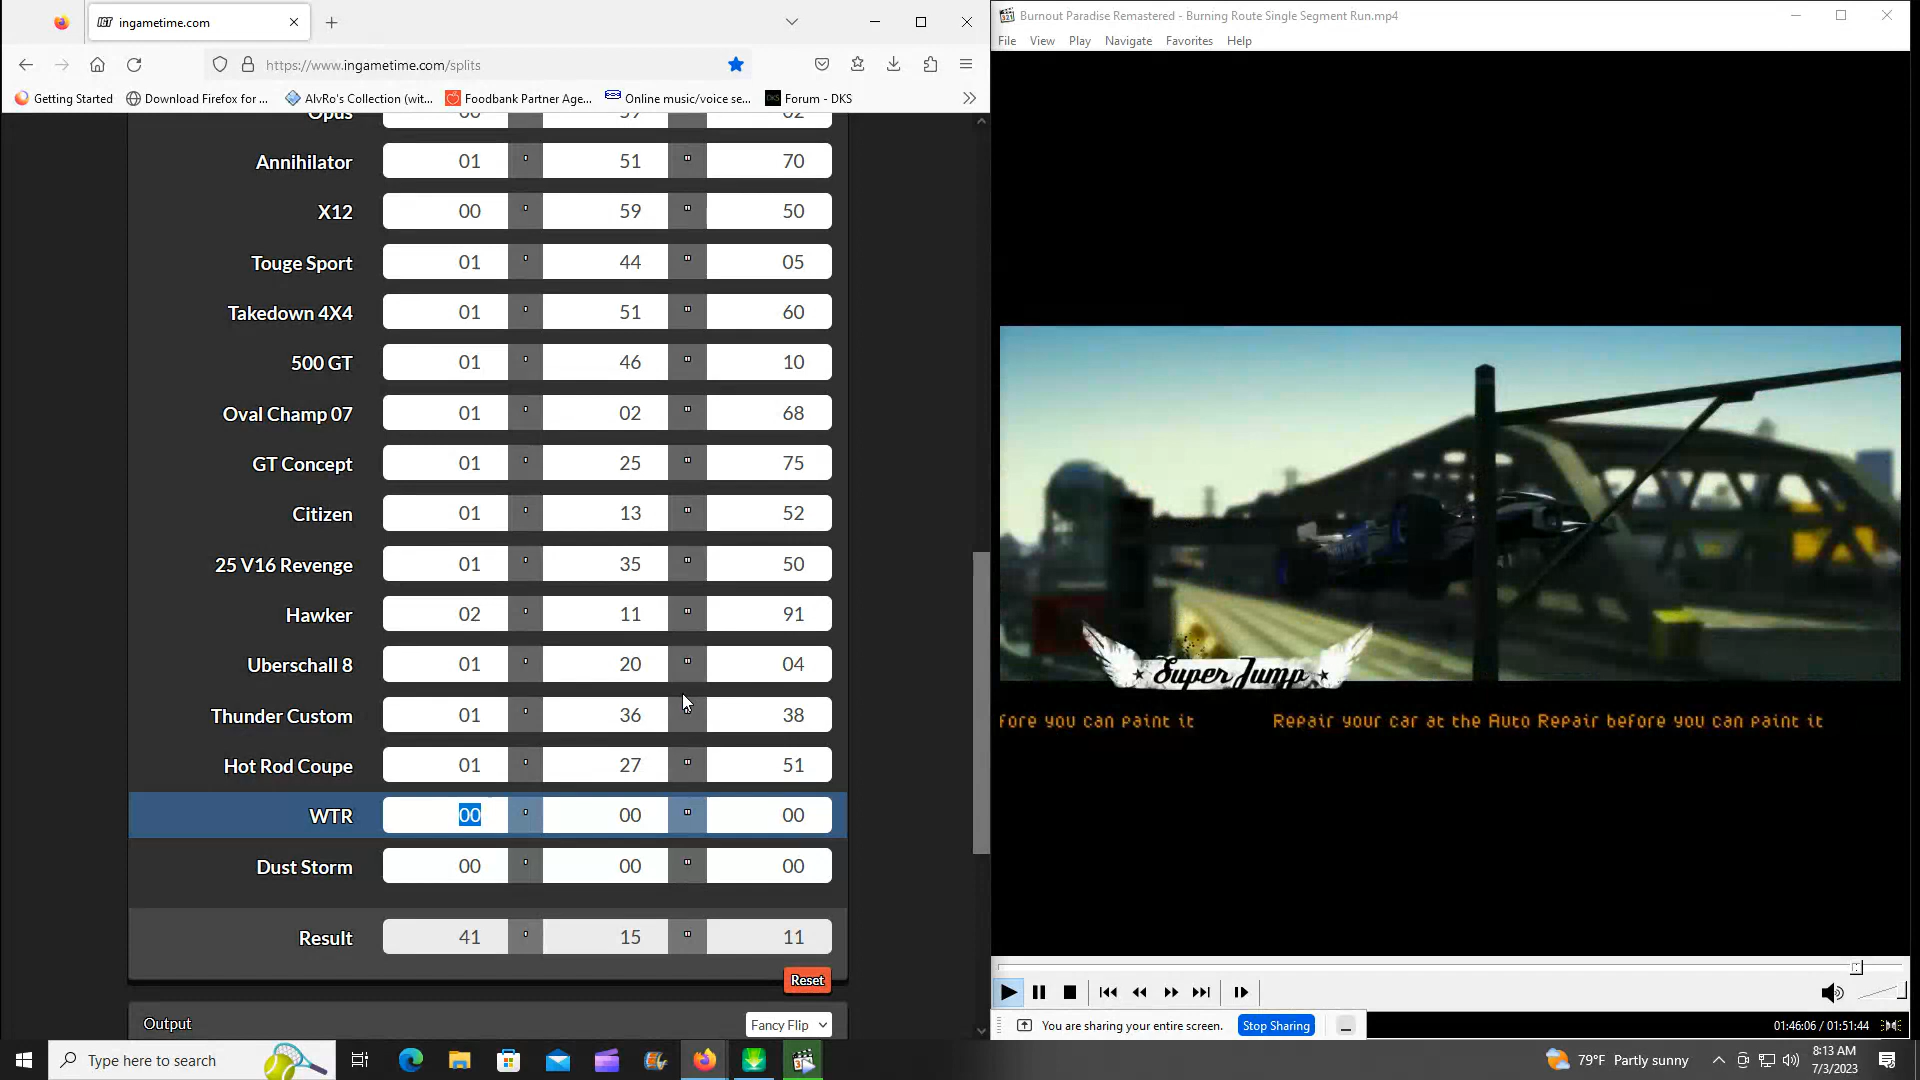 ingametime.com
https://www.ingametime.com/splits
Getting Started
Download Firefox for ...
AlvRo's Collection (wit...
Foodbank Partner Age...
Online music/voice se...
Forum - DKS
Opus
Annihilator 01 ' 51 " 70
X12 00 ' 59 " 50
Touge Sport 01 ' 44 " 05
Takedown 4X4 01 ' 51 " 60
500 GT 01 ' 46 " 10
Oval Champ 07 01 ' 02 " 68
GT Concept 01 ' 25 " 75
Citizen 01 ' 13 " 52
25 V16 Revenge 01 ' 35 " 50
Hawker 02 ' 11 " 91
Uberschall 8 01 ' 20 " 04
Thunder Custom 01 ' 36 " 38
Hot Rod Coupe 01 ' 27 " 51
WTR 00 ' 00 " 00
Dust Storm 00 ' 00 " 00
Result 41 ' 15 " 11
Reset
Output
Fancy Flip
Burnout Paradise Remastered - Burning Route Single Segment Run.mp4
File View Play Navigate Favorites Help
Super Jump
fore you can paint it Repair your car at the Auto Repair before you can paint it
You are sharing your entire screen.
Stop Sharing
01:46:06 / 01:51:44
Type here to search
79°F Partly sunny
8:13 AM
7/3/2023